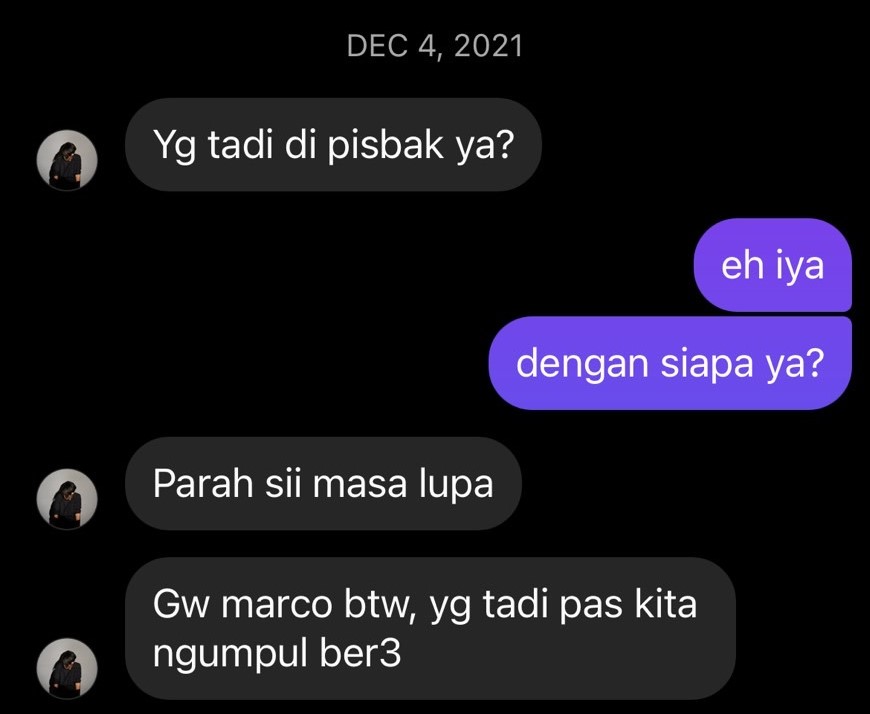 DEC 4, 2021
Yg tadi di pisbak ya?
eh iya
dengan siapa ya?
Parah sii masa lupa
Gw marco btw, yg tadi pas kita
ngumpul ber3